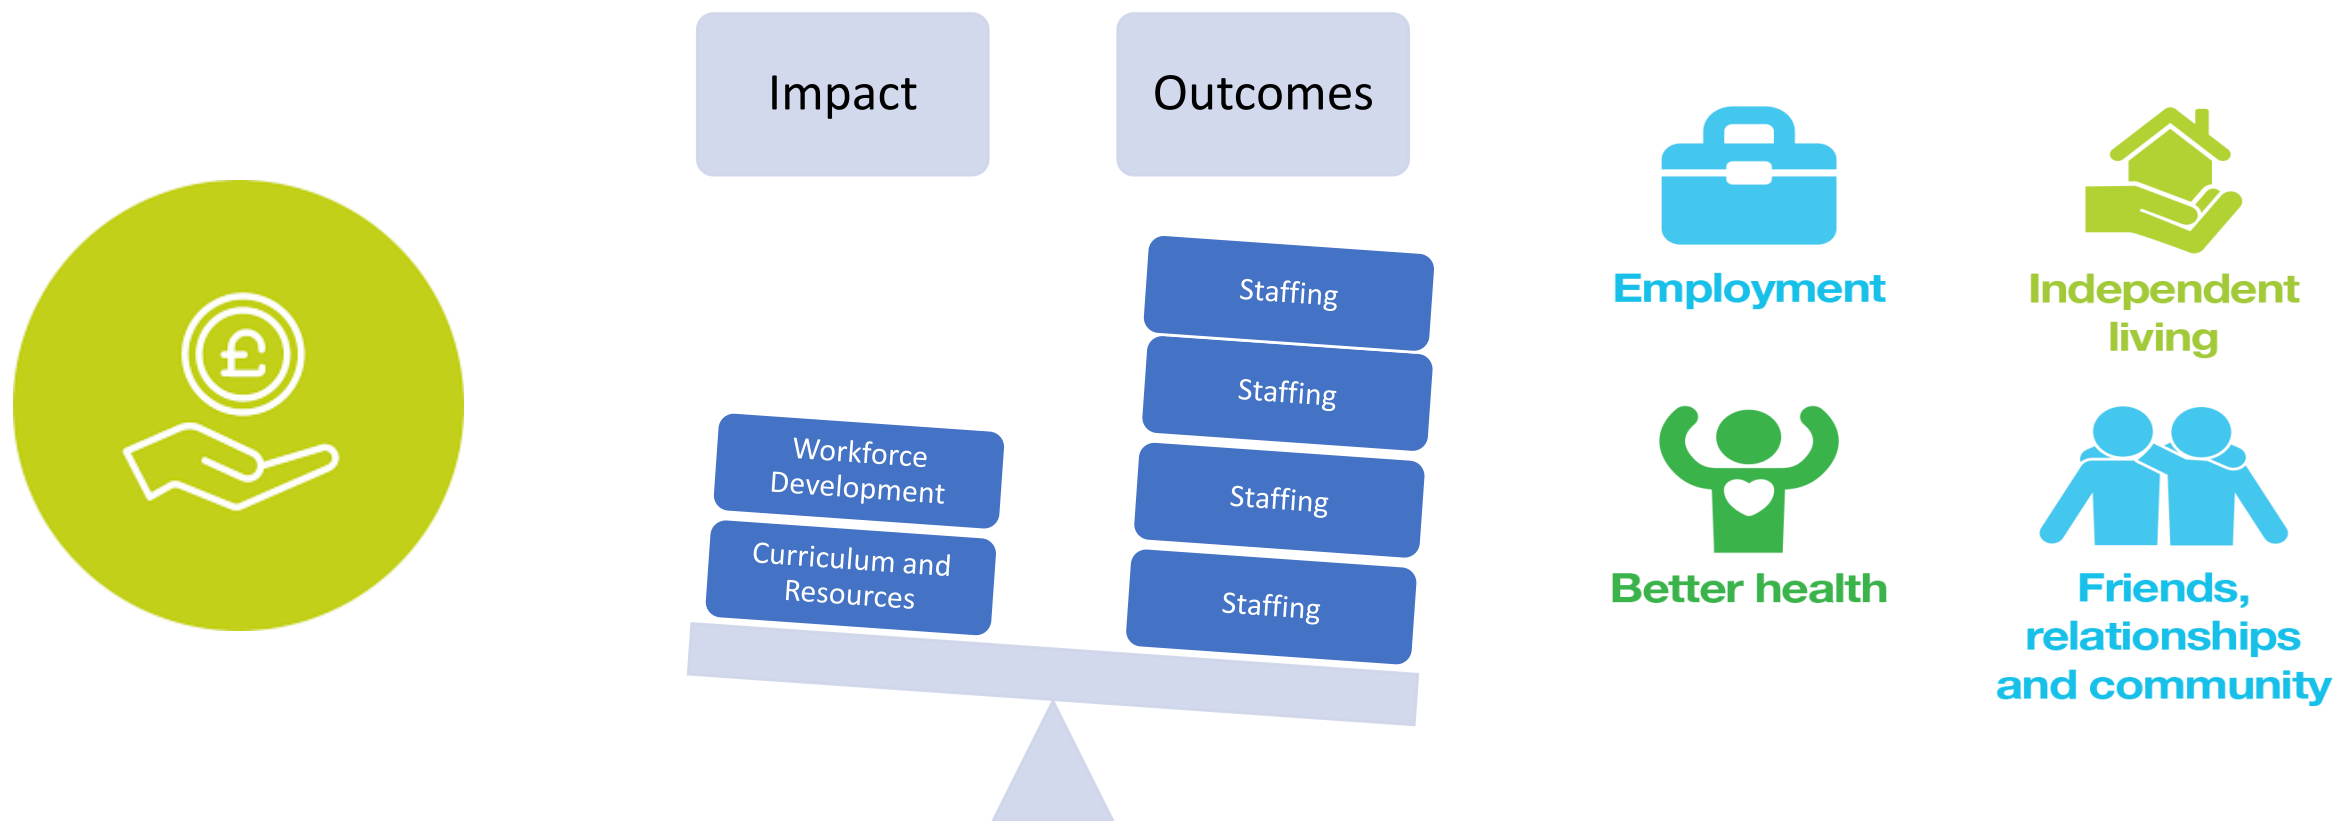 Impact
Outcomes
£
Workforce
Development
Curriculum and
Resources
Staffing
Staffing
Staffing
Staffing
Employment
Independent
living
Better health
Friends,
relationships
and community